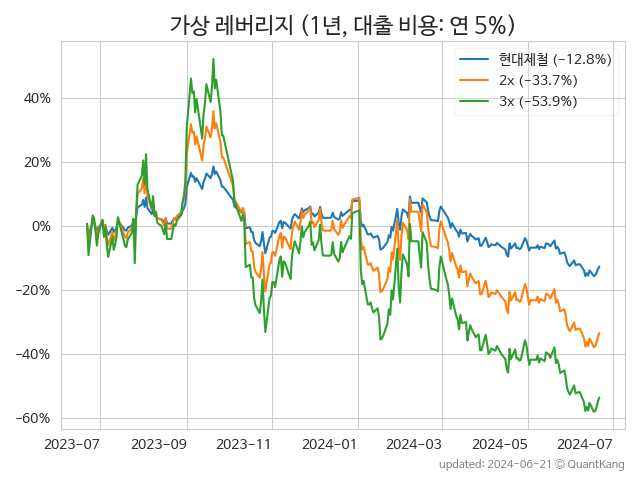 가상 레버리지 (1년, 대출 비용: 연 5%)
현대제철 (−12.8%)
2x (−33.7%)
3x (−53.9%)
40%
20%
0%
−20%
−40%
−60%
2023-07 2023-09 2023-11 2024-01 2024-03 2024-05 2024-07
updated: 2024-06-21 © QuantKang